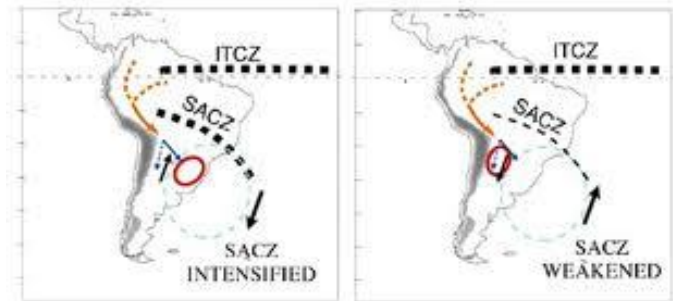 ITCZ
SACZ
SACZ
INTENSIFIED
ITCZ
SACZ
SACZ
WEAKENED